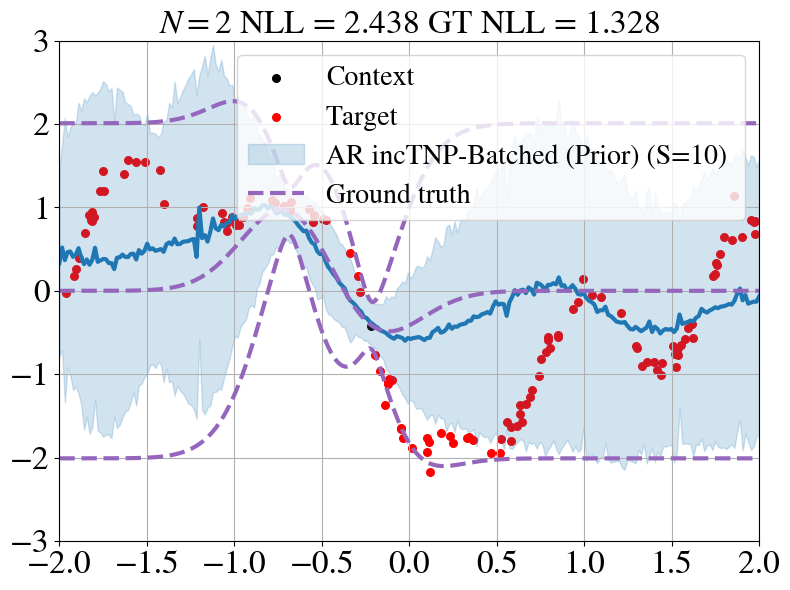 N = 2 NLL = 2.438 GT NLL = 1.328
3
2
1
0
−1
−2
−3
Context
Target
AR incTNP-Batched (Prior) (S=10)
Ground truth
−2.0 −1.5 −1.0 −0.5 0.0 0.5 1.0 1.5 2.0